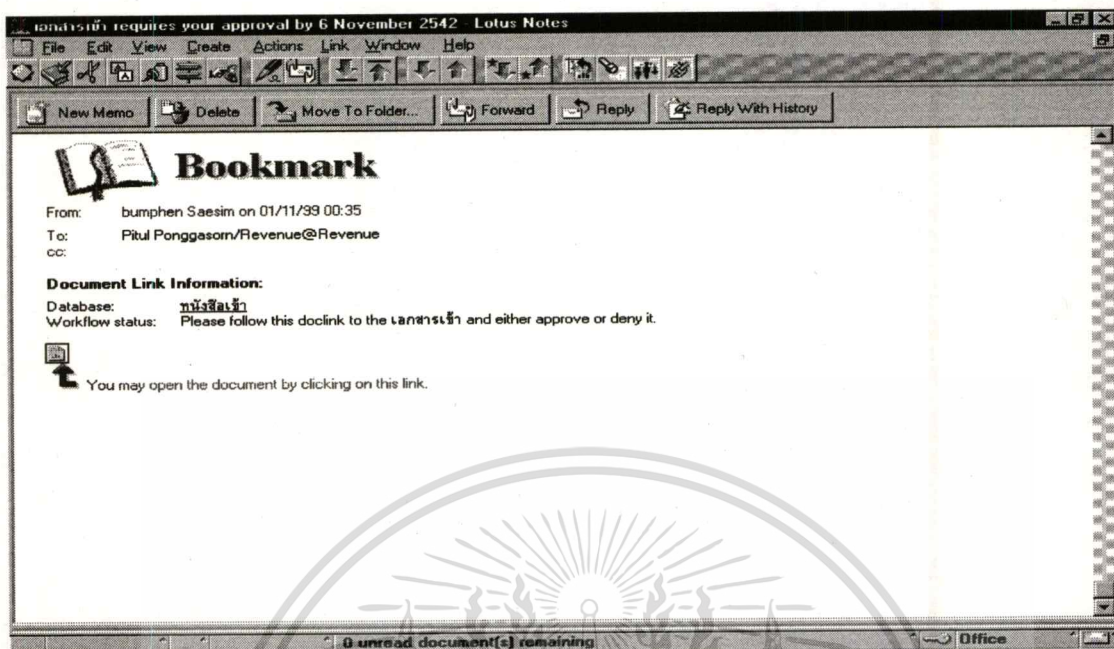 เอกสารเข้า requires your approval by 6 November 2542 - Lotus Notes
File Edit View Create Actions Link Window Help
New Memo Delete Move To Folder... Forward Reply Reply With History
Bookmark
From: bumphen Saesim on 01/11/99 00:35
To: Pitul Ponggasorn/Revenue@Revenue
cc:
Document Link Information:
Database: หนังสือเข้า
Workflow status: Please follow this doclink to the เอกสารเข้า and either approve or deny it.
You may open the document by clicking on this link.
0 unread document(s) remaining Office